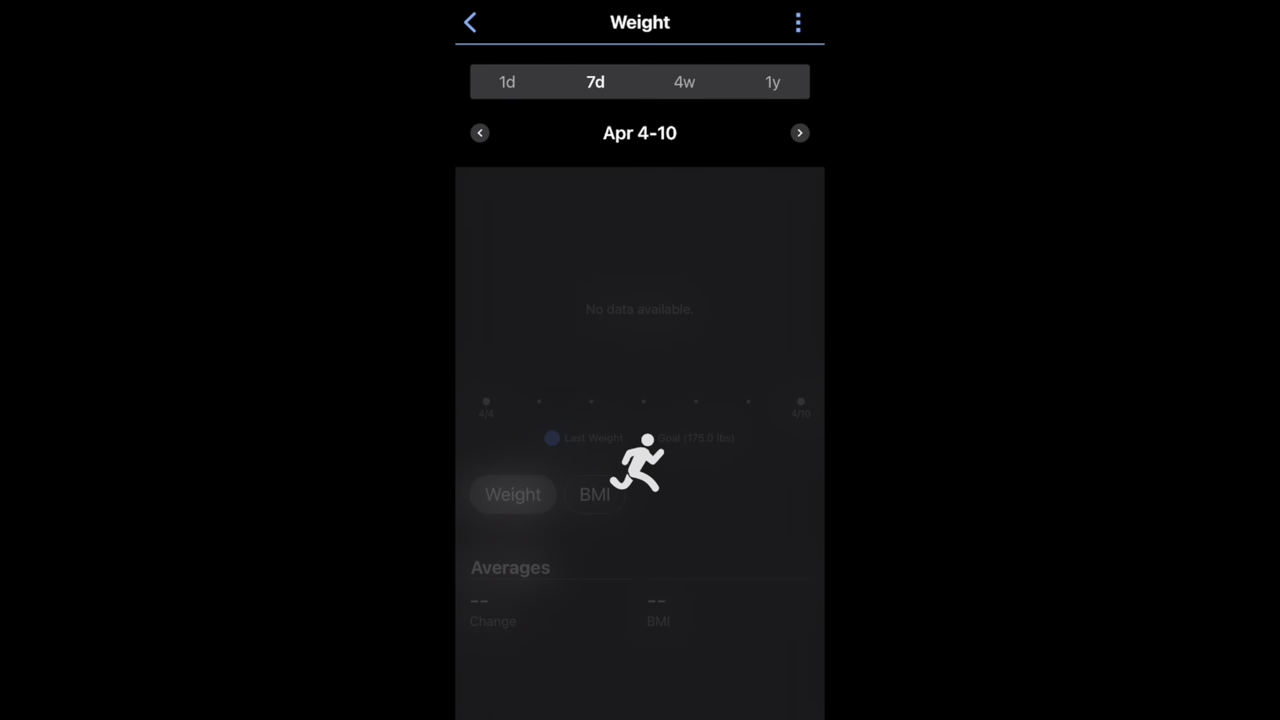 Weight
1d 7d 4w 1y
Apr 4-10
No data available.
4/4 4/10
Last Weight Goal (175.0 lbs)
Weight BMI
Averages
-- --
Change BMI